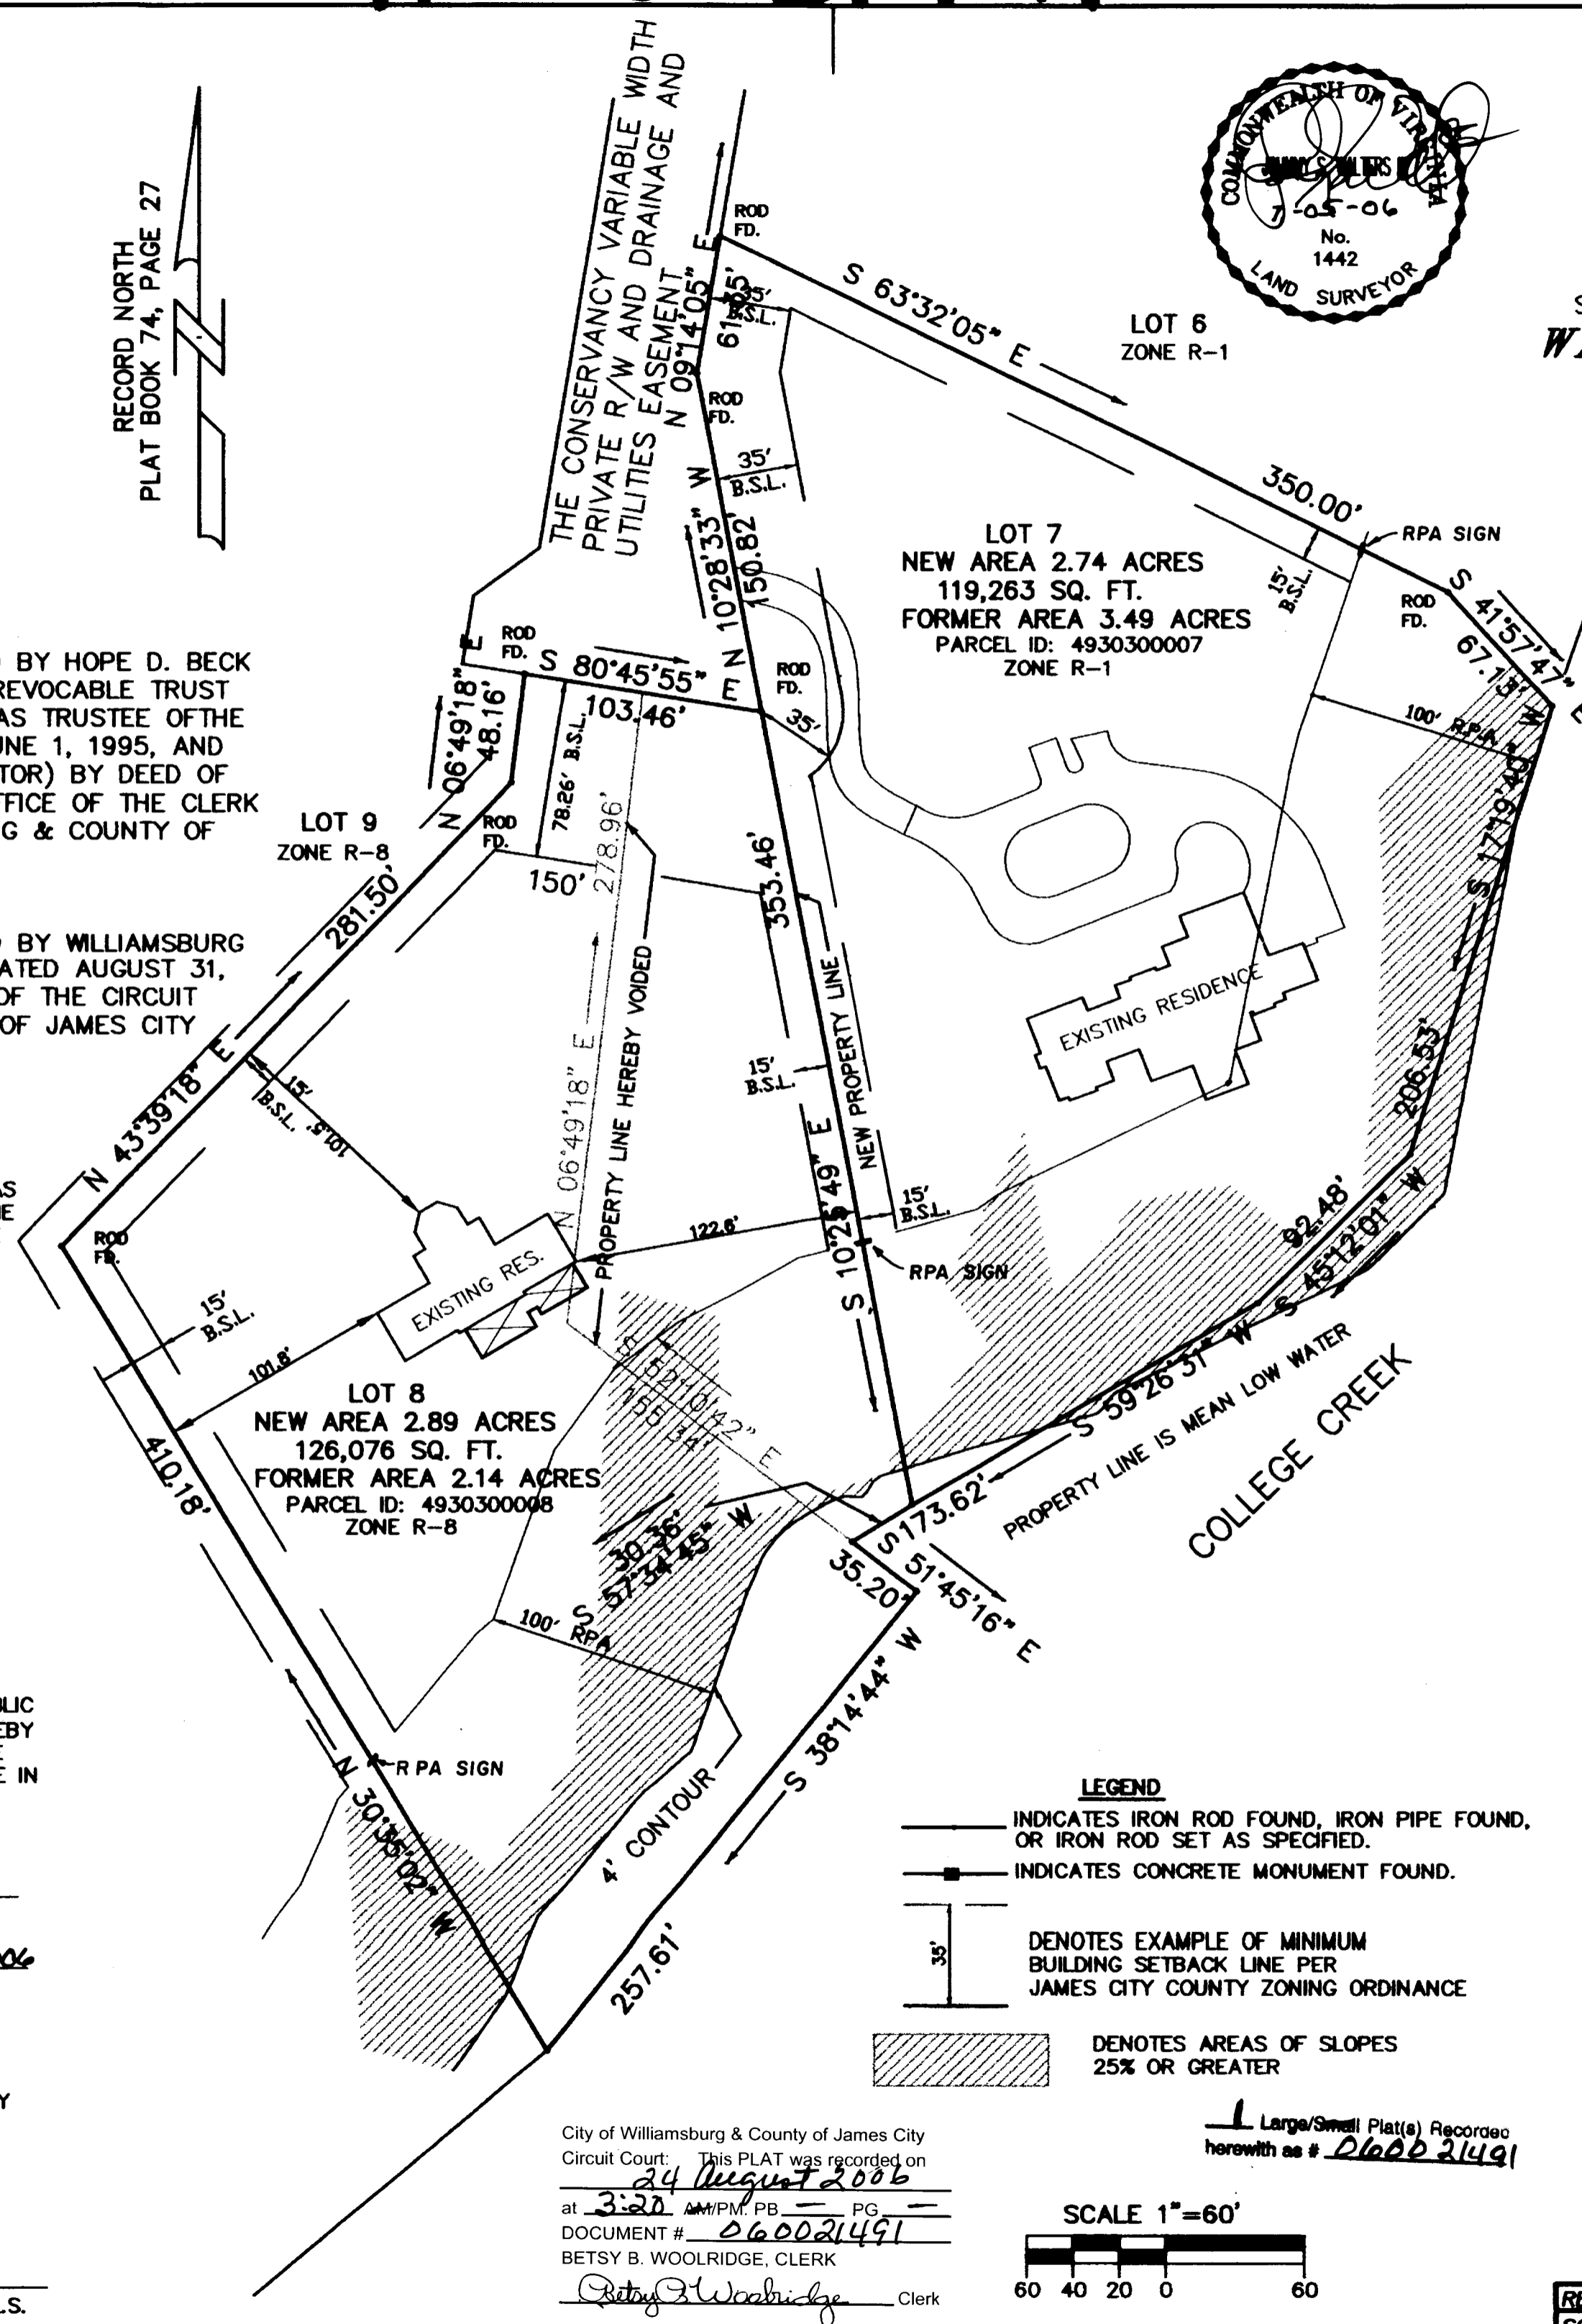 RECORD NORTH
PLAT BOOK 74, PAGE 27
THE CONSERVANCY VARIABLE WIDTH
PRIVATE R/W AND DRAINAGE AND
UTILITIES EASEMENT
COMMONWEALTH OF VIRGINIA
7-05-06
No.
1442
LAND SURVEYOR
ROD
FD.
N 09°14'05" E
35'
B.S.L.
S 63°32'05" E
350.00'
LOT 6
ZONE R-1
ROD
FD.
35'
B.S.L.
N 10°28'33" W
150.82'
LOT 7
NEW AREA 2.74 ACRES
119,263 SQ. FT.
FORMER AREA 3.49 ACRES
PARCEL ID: 4930300007
ZONE R-1
RPA SIGN
15'
B.S.L.
ROD
FD.
S 41°57'47" E
67.13'
100' R.P.A.
S 17°19'40" W
206.53'
BY HOPE D. BECK
REVOCABLE TRUST
AS TRUSTEE OFTHE
JNE 1, 1995, AND
TOR) BY DEED OF
FFICE OF THE CLERK
G & COUNTY OF
ROD
FD.
S 80°45'55" E
103.46'
ROD
FD.
35'
N 06°49'18" E
48.16'
78.26' B.S.L.
LOT 9
ZONE R-8
ROD
FD.
150'
278.96'
353.46'
281.50'
BY WILLIAMSBURG
ATED AUGUST 31,
OF THE CIRCUIT
OF JAMES CITY
N 43°39'18" E
N 06°49'18" E
PROPERTY LINE HEREBY VOIDED
NEW PROPERTY LINE
EXISTING RESIDENCE
15'
B.S.L.
101.5'
15'
B.S.L.
ROD
FD.
S 10°25'49" E
15'
B.S.L.
122.6'
RPA SIGN
EXISTING RES.
15'
B.S.L.
101.8'
92.48'
S 45°12'01" W
S 59°26'31" W
173.62'
PROPERTY LINE IS MEAN LOW WATER
COLLEGE CREEK
S 52°10'42" E
155.34'
LOT 8
NEW AREA 2.89 ACRES
126,076 SQ. FT.
FORMER AREA 2.14 ACRES
PARCEL ID: 4930300008
ZONE R-8
410.18'
30.36'
S 57°34'45" W
S 51°45'16" E
35.20'
100' RPA
S 38°14'44" W
257.61'
4' CONTOUR
RPA SIGN
N 30°35'02" W
BLIC
EBY
E IN
LEGEND
INDICATES IRON ROD FOUND, IRON PIPE FOUND,
OR IRON ROD SET AS SPECIFIED.
INDICATES CONCRETE MONUMENT FOUND.
35'
DENOTES EXAMPLE OF MINIMUM
BUILDING SETBACK LINE PER
JAMES CITY COUNTY ZONING ORDINANCE
DENOTES AREAS OF SLOPES
25% OR GREATER
1 Large/Small Plat(s) Recorded
herewith as # 060021491
City of Williamsburg & County of James City
Circuit Court: This PLAT was recorded on
24 August 2006
at 3:20 AM/PM. PB — PG —
DOCUMENT # 060021491
BETSY B. WOOLRIDGE, CLERK
Betsy B Woolridge Clerk
SCALE 1"=60'
60 40 20 0 60